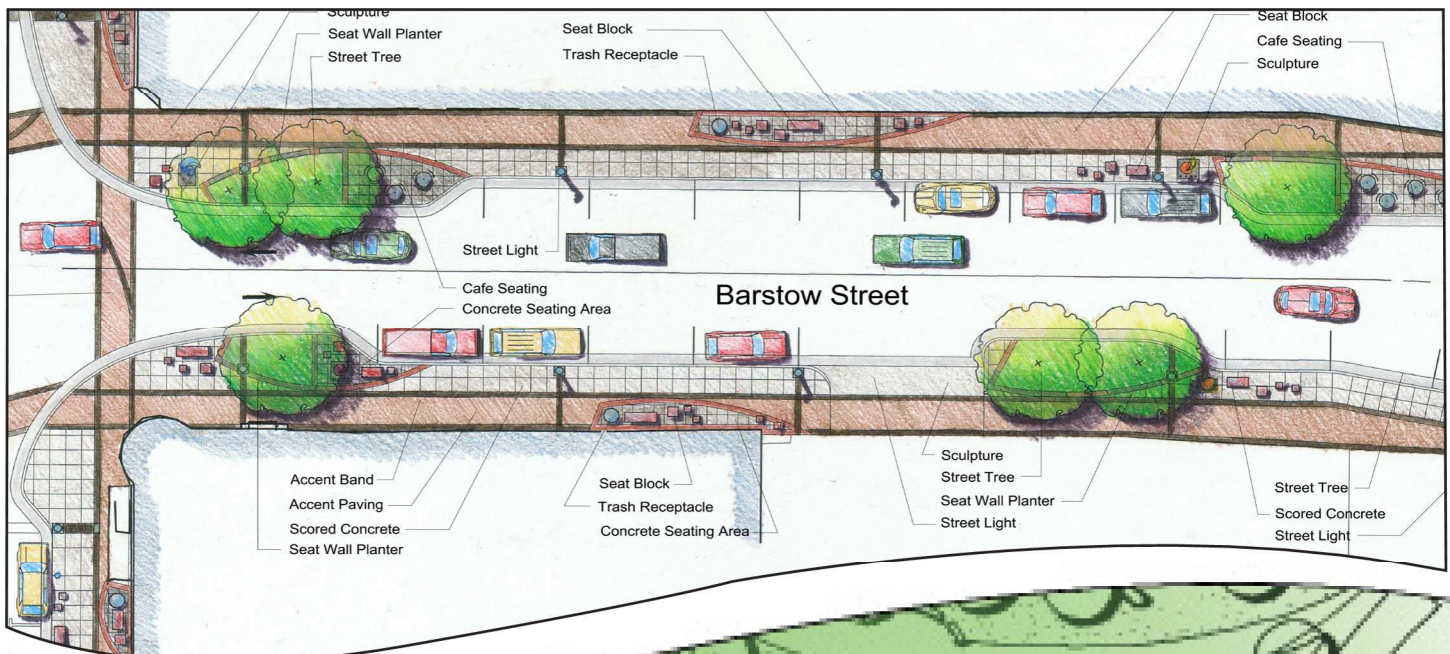 Sculpture
Seat Wall Planter
Street Tree
Seat Block
Trash Receptacle
Seat Block
Cafe Seating
Sculpture
Street Light
Cafe Seating
Concrete Seating Area
Barstow Street
Accent Band
Accent Paving
Scored Concrete
Seat Wall Planter
Seat Block
Trash Receptacle
Concrete Seating Area
Sculpture
Street Tree
Seat Wall Planter
Street Light
Street Tree
Scored Concrete
Street Light